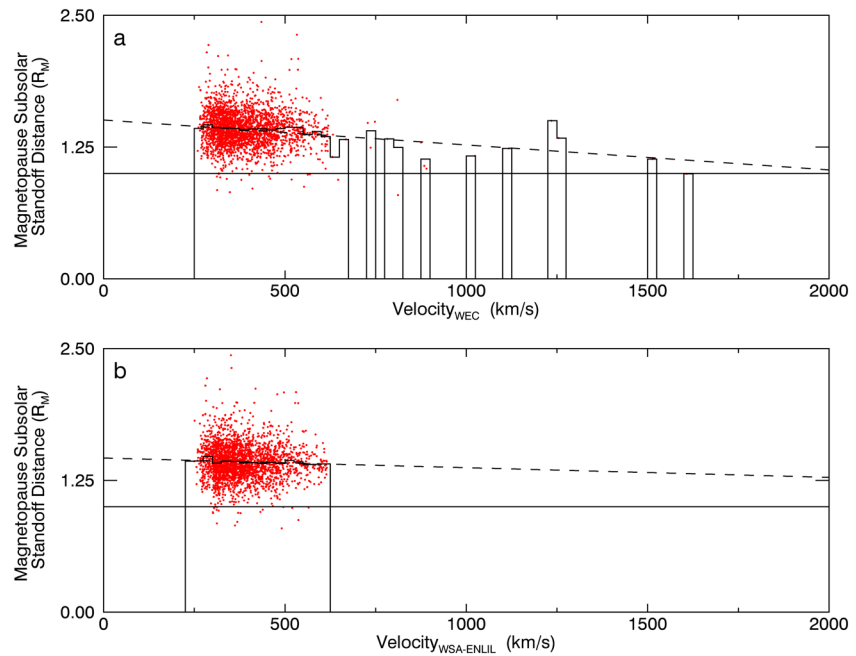 a
2.50
1.25
0.00
Magnetopause Subsolar
Standoff Distance (R_M)
0
500
1000
1500
2000
Velocity_WEC (km/s)
b
2.50
1.25
0.00
Magnetopause Subsolar
Standoff Distance (R_M)
0
500
1000
1500
2000
Velocity_WSA-ENLIL (km/s)